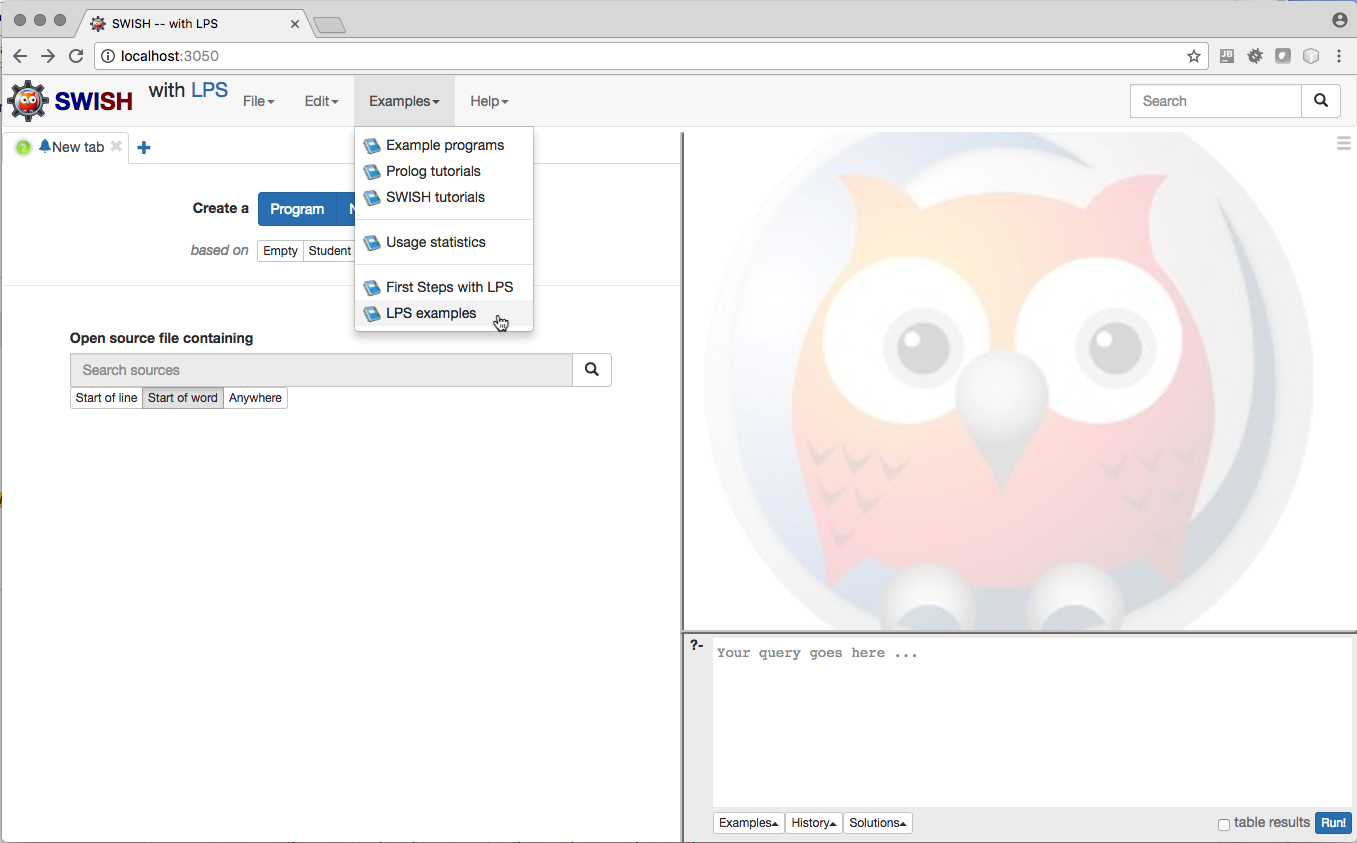 SWISH -- with LPS
localhost:3050
JB
SWISH with LPS File Edit Examples Help Search
New tab
Example programs
Prolog tutorials
SWISH tutorials
Usage statistics
First Steps with LPS
LPS examples
Create a Program
based on Empty Student
Open source file containing
Search sources
Start of line Start of word Anywhere
?- Your query goes here ...
Examples History Solutions table results Run!